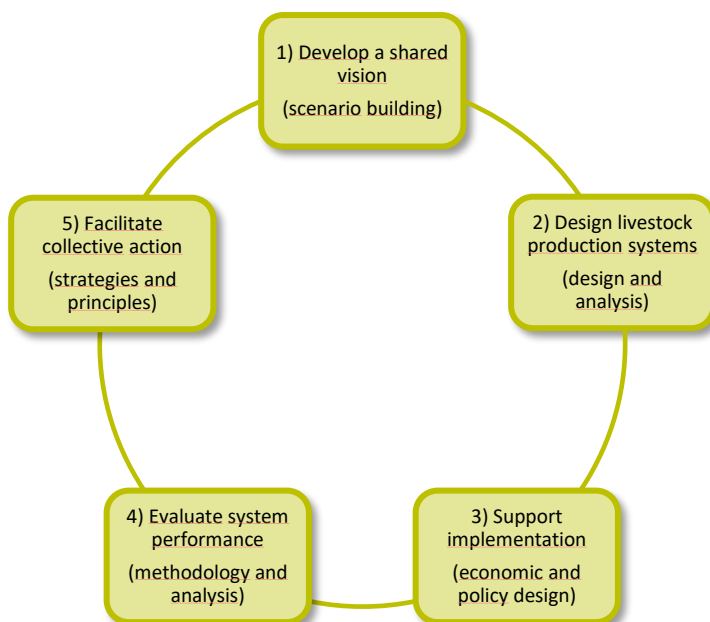 1) Develop a shared
vision
(scenario building)
2) Design livestock
production systems
(design and
analysis)
3) Support
implementation
(economic and
policy design)
4) Evaluate system
performance
(methodology and
analysis)
5) Facilitate
collective action
(strategies and
principles)